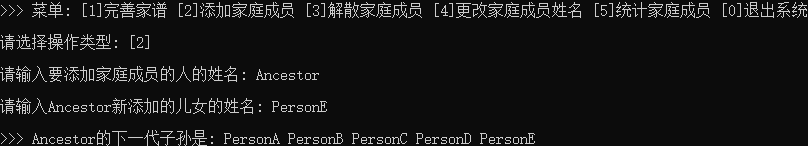 >>> 菜单: [1]完善家谱 [2]添加家庭成员 [3]解散家庭成员 [4]更改家庭成员姓名 [5]统计家庭成员 [0]退出系统
请选择操作类型: [2]
请输入要添加家庭成员的人的姓名: Ancestor
请输入Ancestor新添加的儿女的姓名: PersonE
>>> Ancestor的下一代子孙是: PersonA PersonB PersonC PersonD PersonE